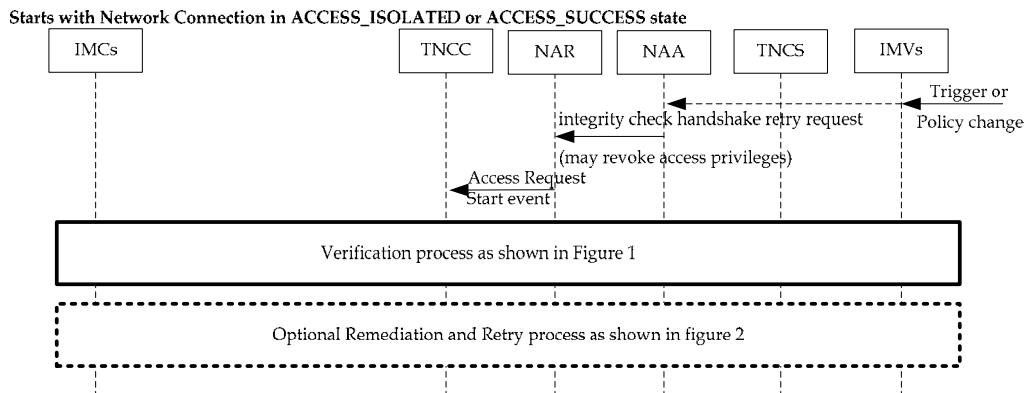 Starts with Network Connection in ACCESS_ISOLATED or ACCESS_SUCCESS state
IMCs
TNCC
NAR
NAA
TNCS
IMVs
Trigger or
Policy change
integrity check handshake retry request
(may revoke access privileges)
Access Request
Start event
Verification process as shown in Figure 1
Optional Remediation and Retry process as shown in figure 2